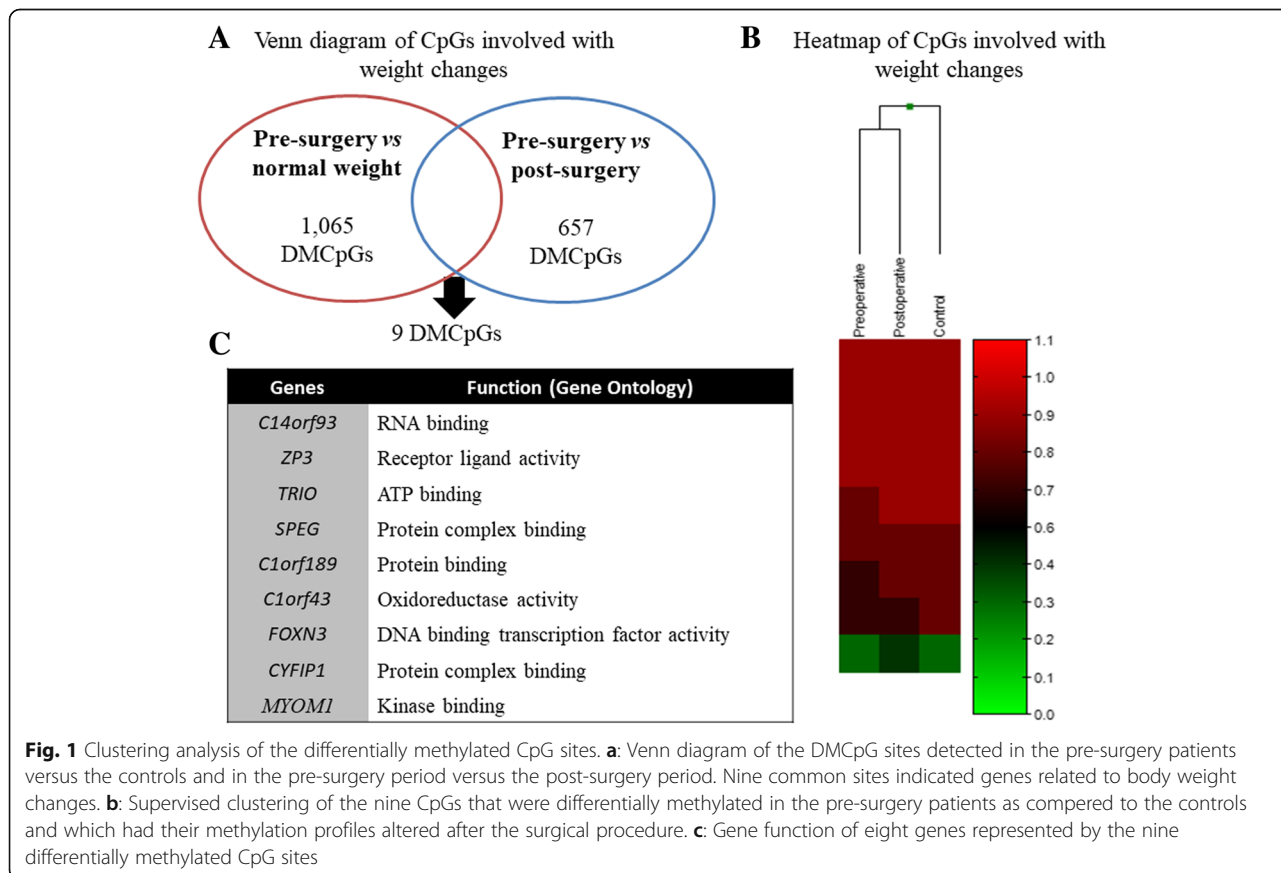 A Venn diagram of CpGs involved with
weight changes
Pre-surgery vs
normal weight
1,065
DMCpGs
Pre-surgery vs
post-surgery
657
DMCpGs
9 DMCpGs
B Heatmap of CpGs involved with
weight changes
Preoperative
Postoperative
Control
1.1
1.0
0.9
0.8
0.7
0.6
0.5
0.4
0.3
0.2
0.1
0.0
C
Genes Function (Gene Ontology)
C14orf93 RNA binding
ZP3 Receptor ligand activity
TRIO ATP binding
SPEG Protein complex binding
C1orf189 Protein binding
C1orf43 Oxidoreductase activity
FOXN3 DNA binding transcription factor activity
CYFIP1 Protein complex binding
MYOM1 Kinase binding
Fig. 1 Clustering analysis of the differentially methylated CpG sites. a: Venn diagram of the DMCpG sites detected in the pre-surgery patients
versus the controls and in the pre-surgery period versus the post-surgery period. Nine common sites indicated genes related to body weight
changes. b: Supervised clustering of the nine CpGs that were differentially methylated in the pre-surgery patients as compared to the controls
and which had their methylation profiles altered after the surgical procedure. c: Gene function of eight genes represented by the nine
differentially methylated CpG sites